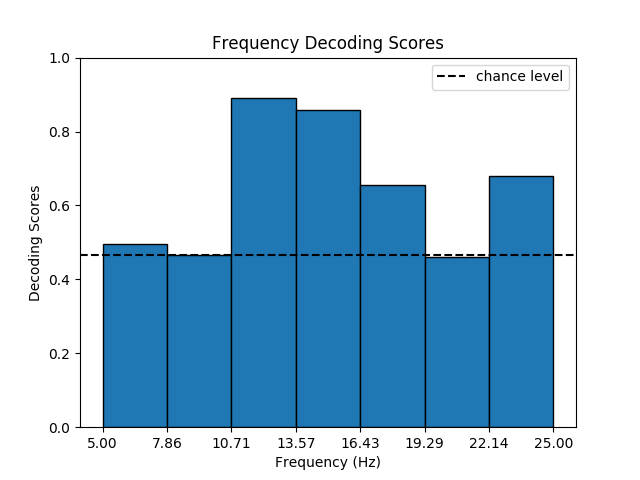 Frequency Decoding Scores
chance level
1.0
0.8
0.6
0.4
0.2
0.0
Decoding Scores
5.00 7.86 10.71 13.57 16.43 19.29 22.14 25.00
Frequency (Hz)